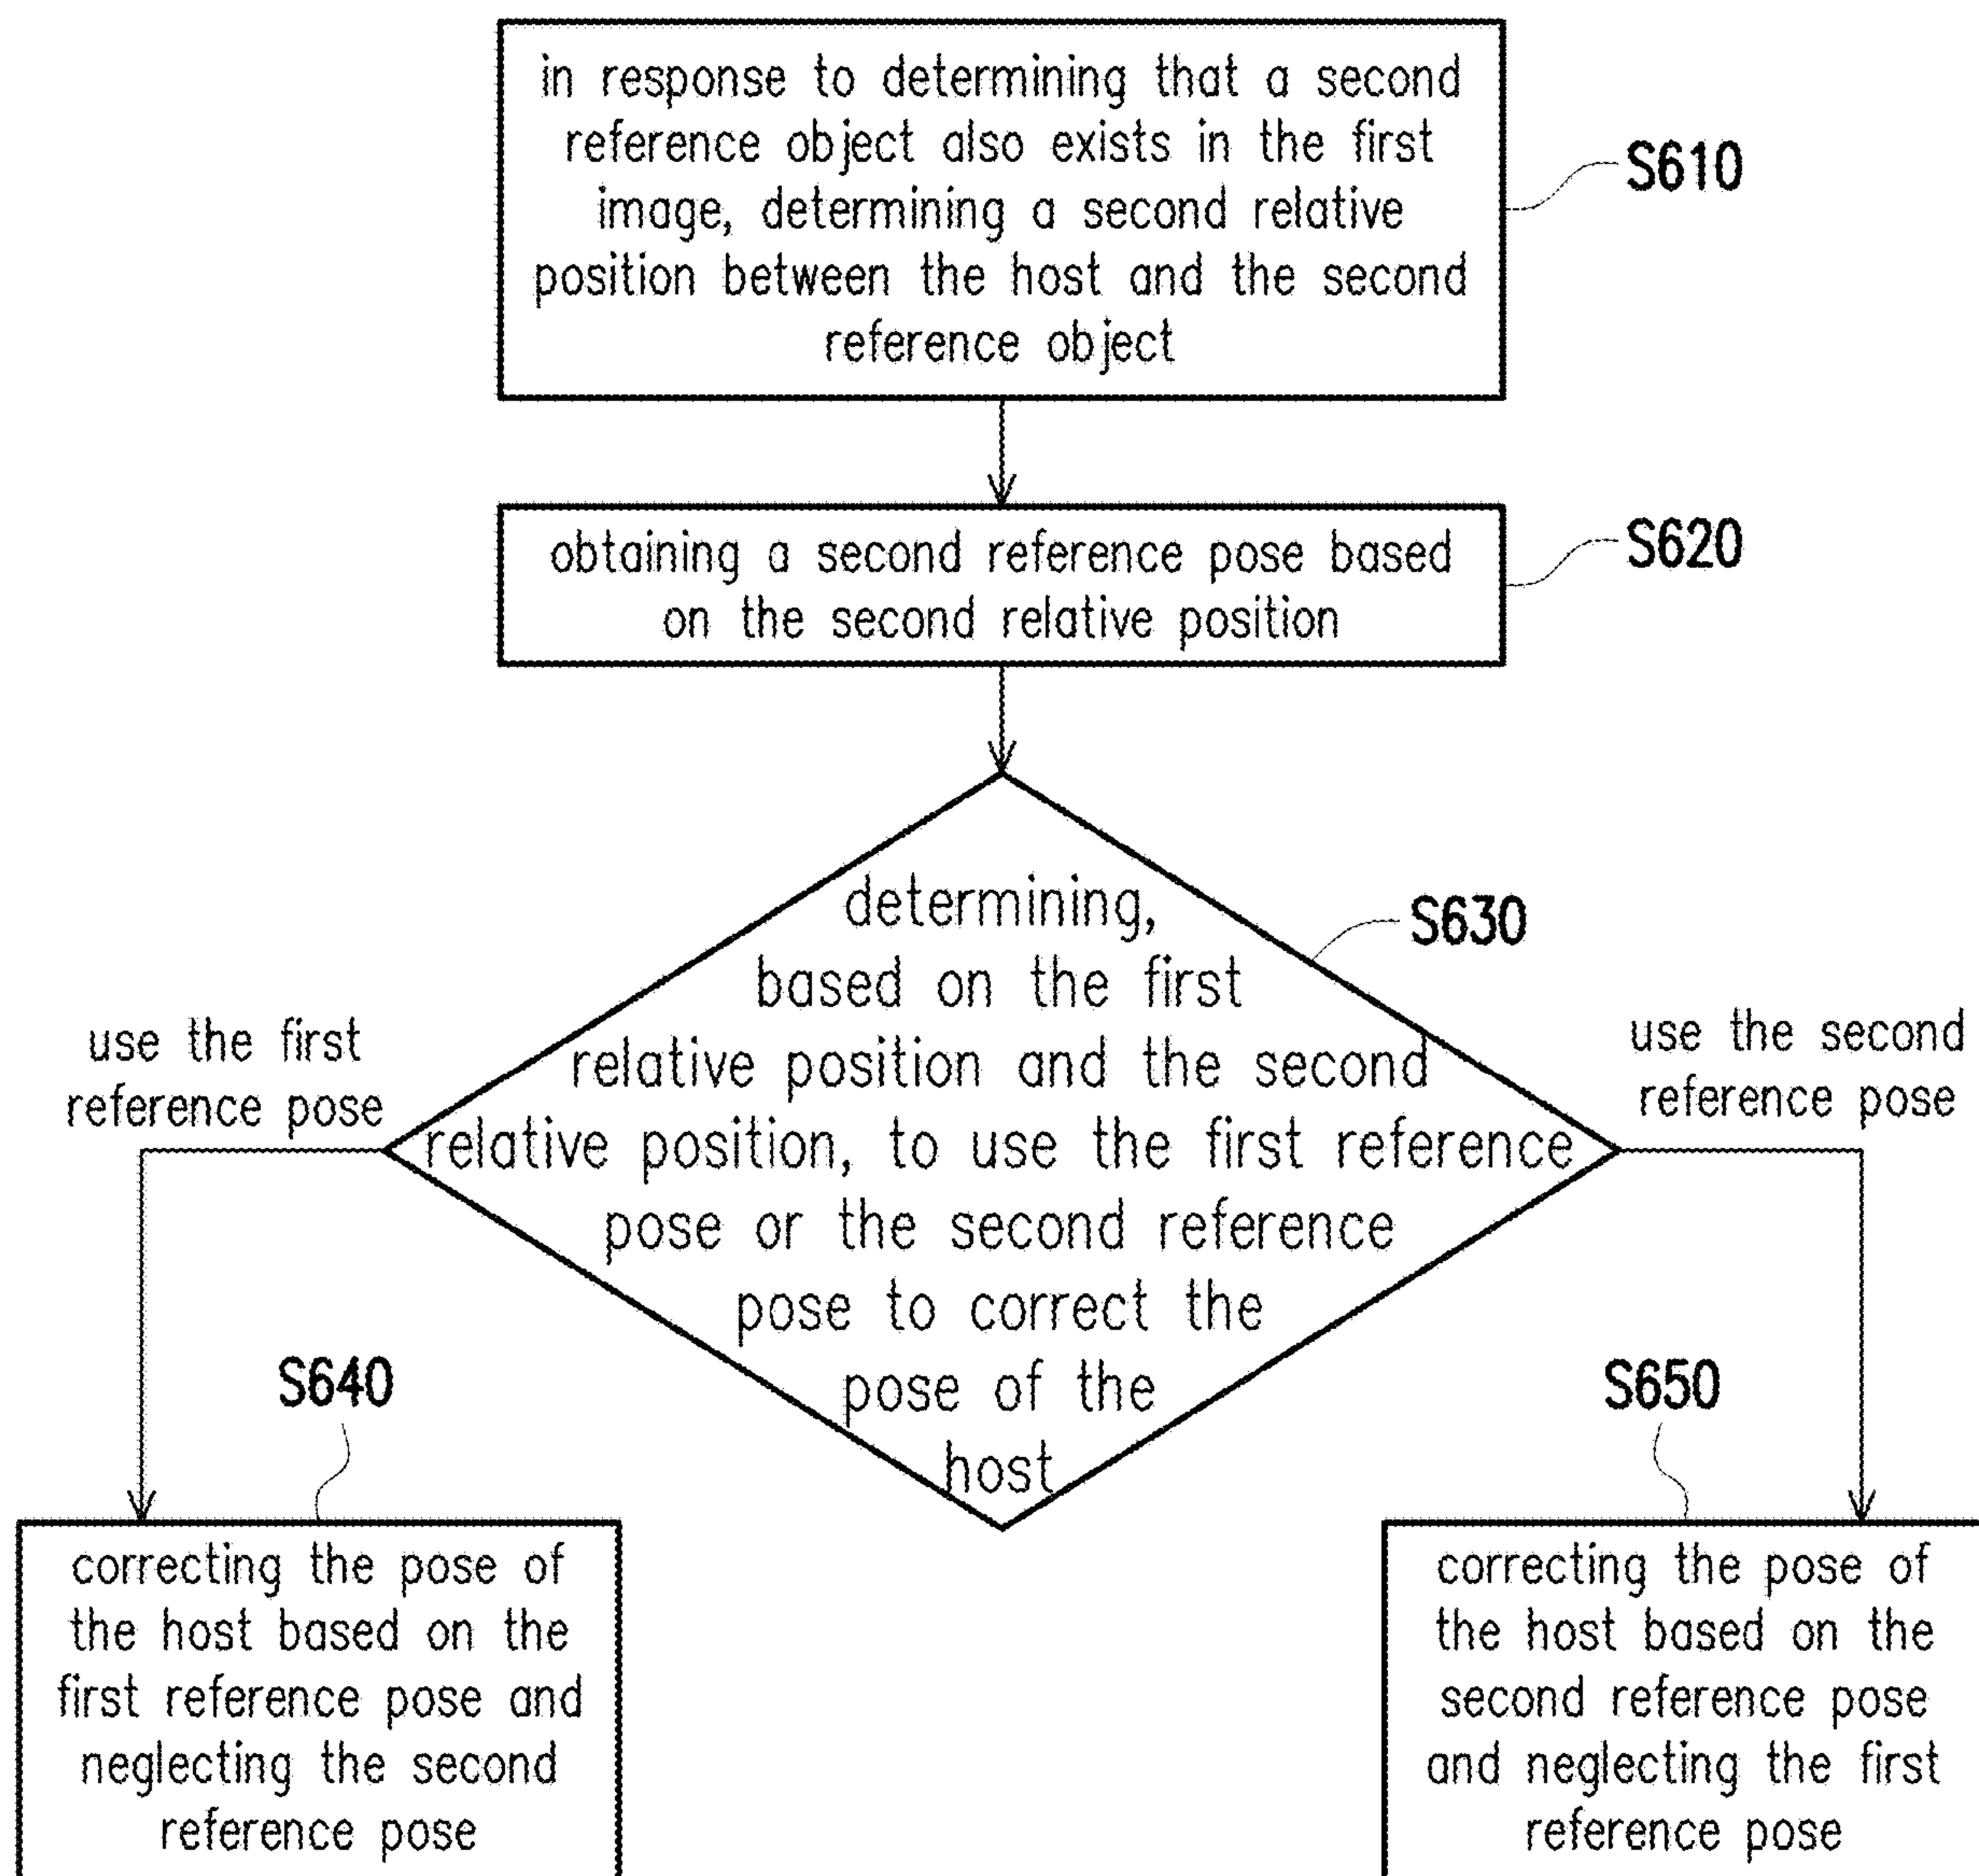 in response to determining that a second
reference object also exists in the first
image, determining a second relative
position between the host and the second
reference object
S610
obtaining a second reference pose based
on the second relative position
S620
determining,
based on the first
relative position and the second
relative position, to use the first reference
pose or the second reference
pose to correct the
pose of the
host
S630
use the first
reference pose
use the second
reference pose
S640
correcting the pose of
the host based on the
first reference pose and
neglecting the second
reference pose
S650
correcting the pose of
the host based on the
second reference pose
and neglecting the first
reference pose